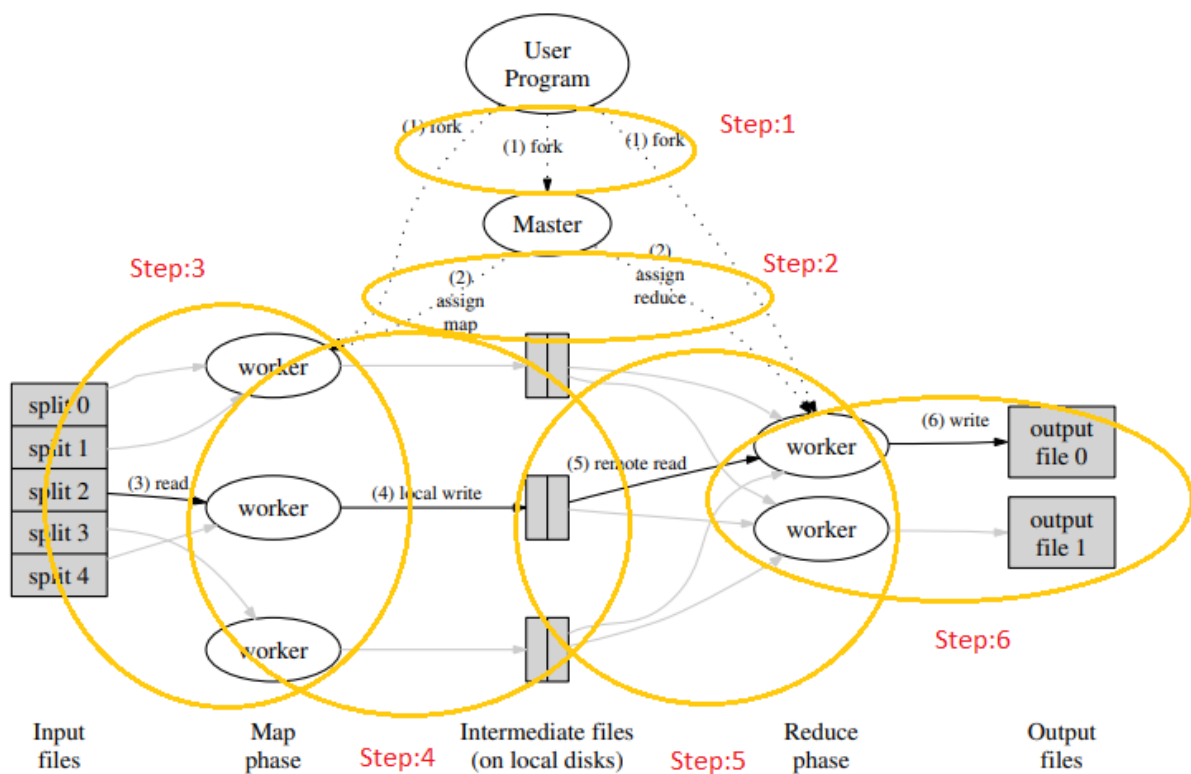 User
Program
(1) fork
(1) fork
(1) fork
Step:1
Master
Step:3
Step:2
(2)
assign
map
(2)
assign
reduce
split 0
split 1
split 2
split 3
split 4
worker
worker
worker
(3) read
(4) local write
(5) remote read
worker
worker
(6) write
output
file 0
output
file 1
Step:6
Input
files
Map
phase
Step:4
Intermediate files
(on local disks)
Step:5
Reduce
phase
Output
files